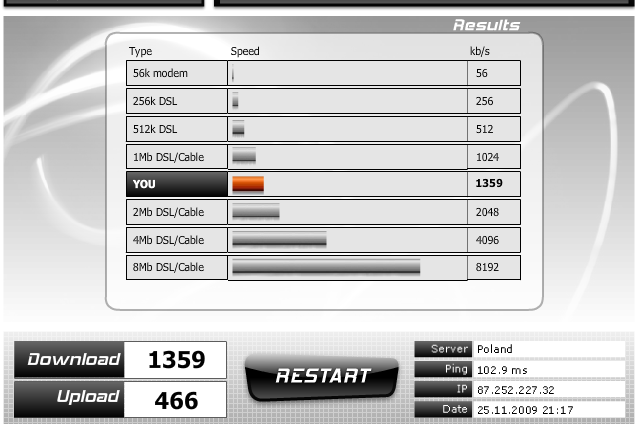 Results
Type Speed kb/s
56k modem 56
256k DSL 256
512k DSL 512
1Mb DSL/Cable 1024
YOU 1359
2Mb DSL/Cable 2048
4Mb DSL/Cable 4096
8Mb DSL/Cable 8192
Download 1359
Upload 466
RESTART
Server Poland
Ping 102.9 ms
IP 87.252.227.32
Date 25.11.2009 21:17